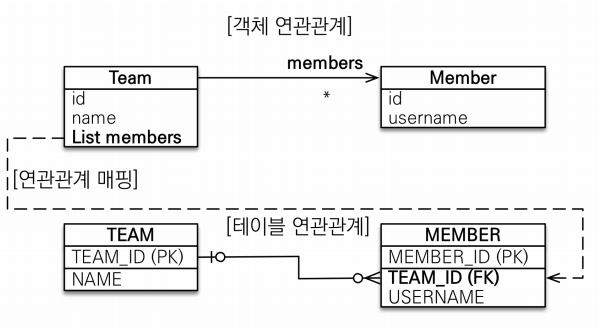 [객체 연관관계]
Team
id
name
List members
members
*
Member
id
username
[연관관계 매핑]
[테이블 연관관계]
TEAM
TEAM_ID (PK)
NAME
MEMBER
MEMBER_ID (PK)
TEAM_ID (FK)
USERNAME